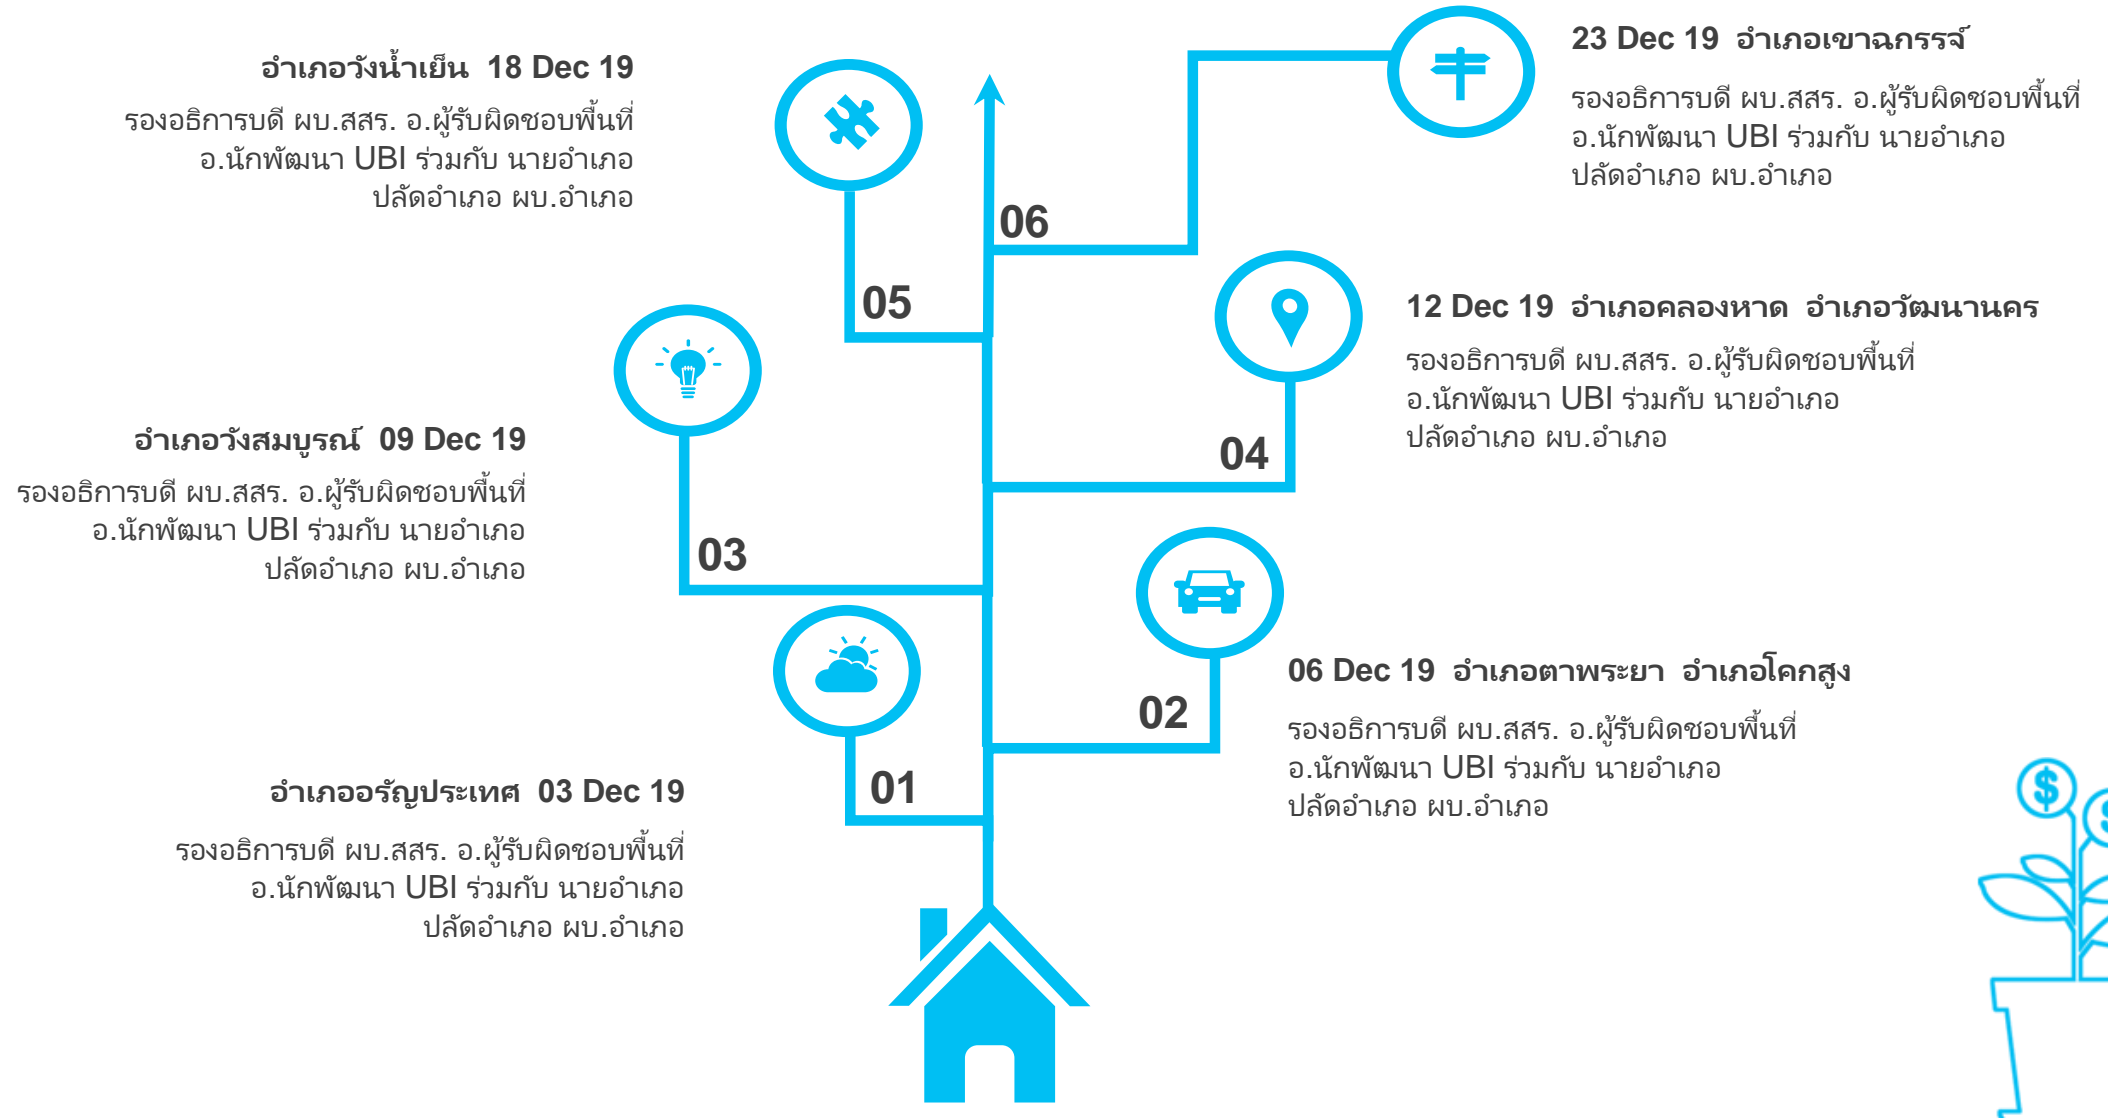 อำเภอวังน้ำเย็น 18 Dec 19
รองอธิการบดี ผบ.สสร. อ.ผู้รับผิดชอบพื้นที่
อ.นักพัฒนา UBI ร่วมกับ นายอำเภอ
ปลัดอำเภอ ผบ.อำเภอ
23 Dec 19 อำเภอเขาฉกรรจ์
รองอธิการบดี ผบ.สสร. อ.ผู้รับผิดชอบพื้นที่
อ.นักพัฒนา UBI ร่วมกับ นายอำเภอ
ปลัดอำเภอ ผบ.อำเภอ
06
05
12 Dec 19 อำเภอคลองหาด อำเภอวัฒนานคร
รองอธิการบดี ผบ.สสร. อ.ผู้รับผิดชอบพื้นที่
อ.นักพัฒนา UBI ร่วมกับ นายอำเภอ
ปลัดอำเภอ ผบ.อำเภอ
04
อำเภอวังสมบูรณ์ 09 Dec 19
รองอธิการบดี ผบ.สสร. อ.ผู้รับผิดชอบพื้นที่
อ.นักพัฒนา UBI ร่วมกับ นายอำเภอ
ปลัดอำเภอ ผบ.อำเภอ
03
06 Dec 19 อำเภอตาพระยา อำเภอโคกสูง
รองอธิการบดี ผบ.สสร. อ.ผู้รับผิดชอบพื้นที่
อ.นักพัฒนา UBI ร่วมกับ นายอำเภอ
ปลัดอำเภอ ผบ.อำเภอ
02
01
อำเภออรัญประเทศ 03 Dec 19
รองอธิการบดี ผบ.สสร. อ.ผู้รับผิดชอบพื้นที่
อ.นักพัฒนา UBI ร่วมกับ นายอำเภอ
ปลัดอำเภอ ผบ.อำเภอ
$
$